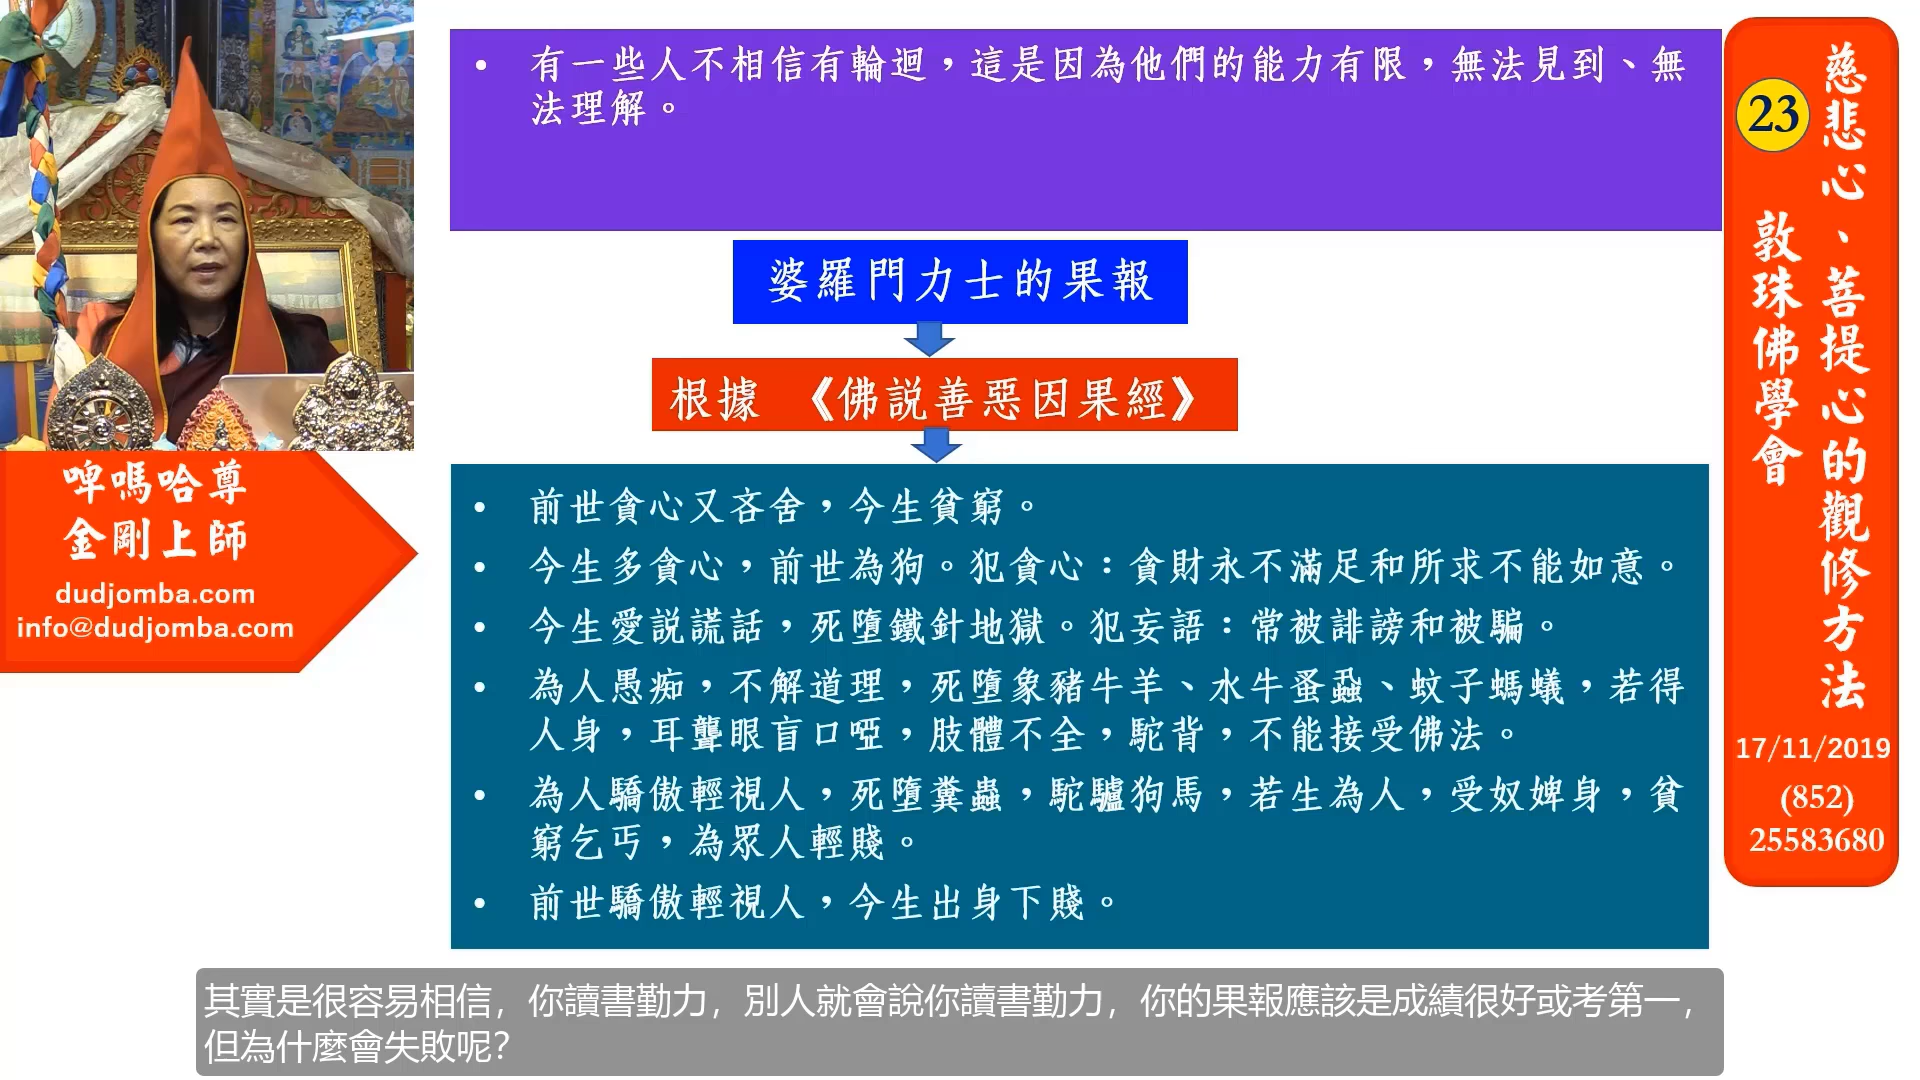 • 有一些人不相信有輪迴，這是因為他們的能力有限，無法見到、無
法理解。
婆羅門力士的果報
根據 《佛説善惡因果經》
• 前世貪心又吝舍，今生貧窮。
• 今生多貪心，前世為狗。犯貪心：貪財永不滿足和所求不能如意。
• 今生愛説謊話，死墮鐵針地獄。犯妄語：常被誹謗和被騙。
• 為人愚痴，不解道理，死墮象豬牛羊、水牛蚤蝨、蚊子螞蟻，若得
人身，耳聾眼盲口啞，肢體不全，駝背，不能接受佛法。
• 為人驕傲輕視人，死墮糞蟲，駝驢狗馬，若生為人，受奴婢身，貧
窮乞丐，為眾人輕賤。
• 前世驕傲輕視人，今生出身下賤。
啤嗎哈尊
金剛上師
dudjomba.com
info@dudjomba.com
慈悲心、菩提心的觀修方法
23
敦珠佛學會
17/11/2019
(852)
25583680
其實是很容易相信，你讀書勤力，別人就會說你讀書勤力，你的果報應該是成績很好或考第一，
但為什麼會失敗呢？